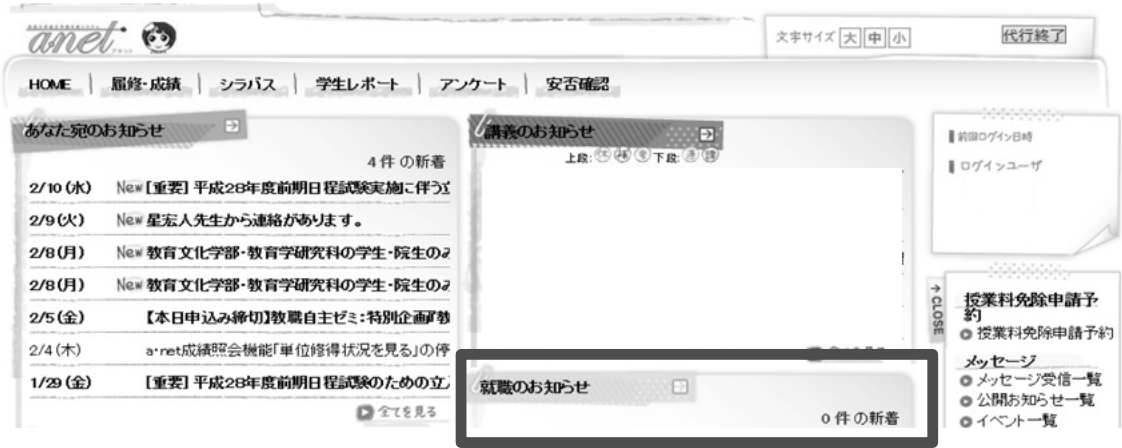 anet
文字サイズ 大 中 小
代行終了
HOME
履修・成績
シラバス
学生レポート
アンケート
安否確認
あなた宛のお知らせ
4件の新着
2/10(水) New [重要] 平成28年度前期日程試験実施に伴う立
2/9(火) New 星宏人先生から連絡があります。
2/8(月) New 教育文化学部・教育学研究科の学生・院生のみ
2/8(月) New 教育文化学部・教育学研究科の学生・院生のみ
2/5(金) 【本日申込み締切】教職自主ゼミ：特別企画『教
2/4(木) a・net成績照会機能「単位修得状況を見る」の停
1/29(金) [重要] 平成28年度前期日程試験のための立
全てを見る
講義のお知らせ
上段: 休 補 下段:
就職のお知らせ
0件の新着
前回ログイン日時
ログインユーザ
↑CLOSE
授業料免除申請予
約
授業料免除申請予約
メッセージ
メッセージ受信一覧
公開お知らせ一覧
イベント一覧